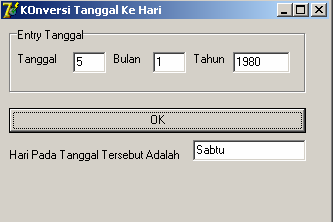 KOnversi Tanggal Ke Hari
Entry Tanggal
Tanggal 5 Bulan 1 Tahun 1980
OK
Hari Pada Tanggal Tersebut Adalah Sabtu